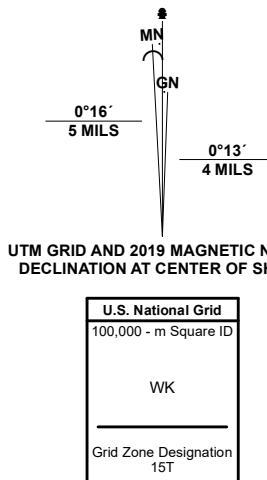 MN
GN
0°16´
5 MILS
0°13´
4 MILS
UTM GRID AND 2019 MAGNETIC
DECLINATION AT CENTER OF
U.S. National Grid
100,000 - m Square ID
WK
Grid Zone Designation
15T